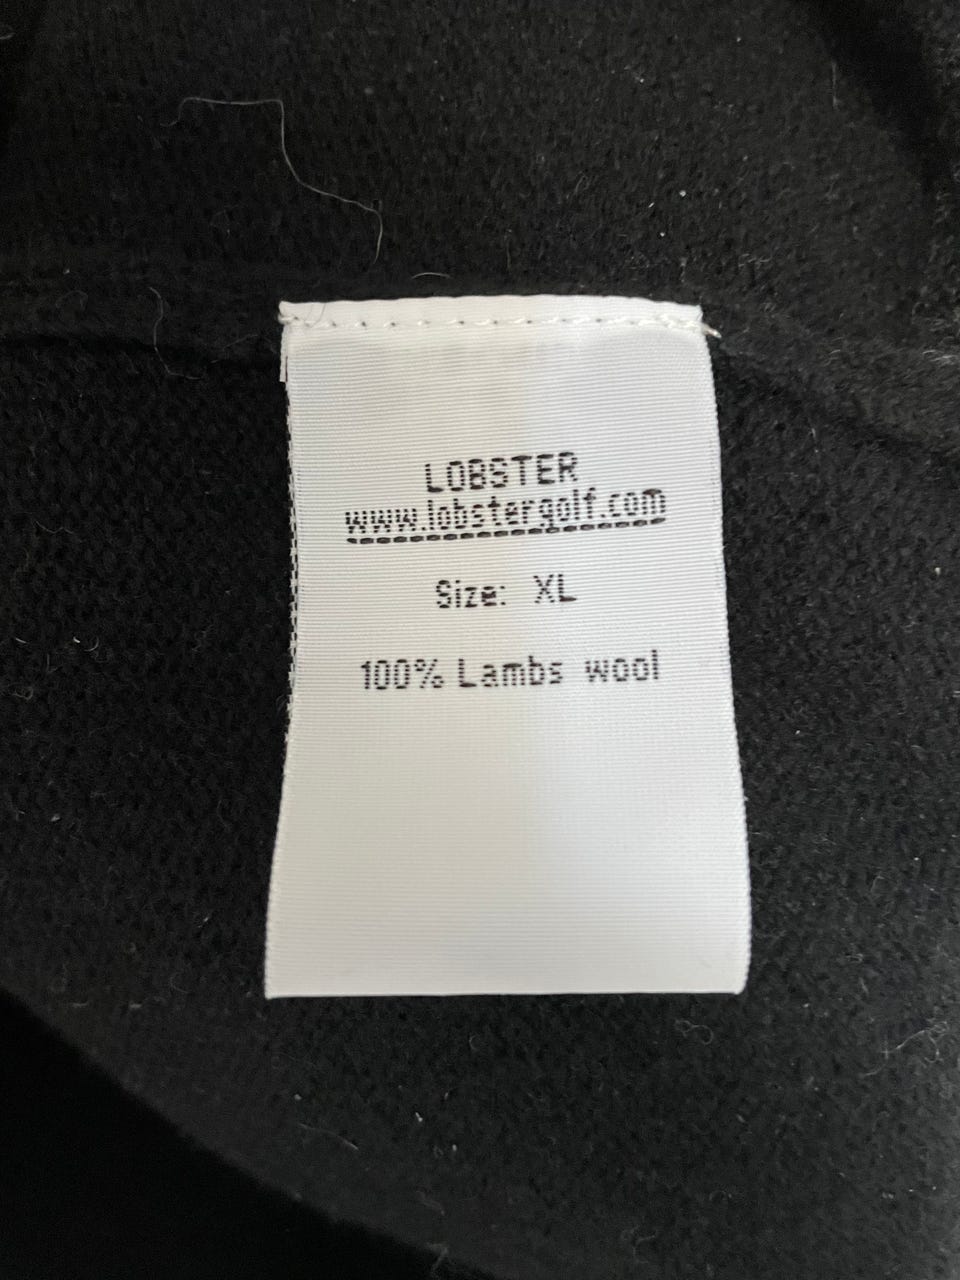 LOBSTER
www.lobstergolf.com
Size: XL
100% Lambs wool